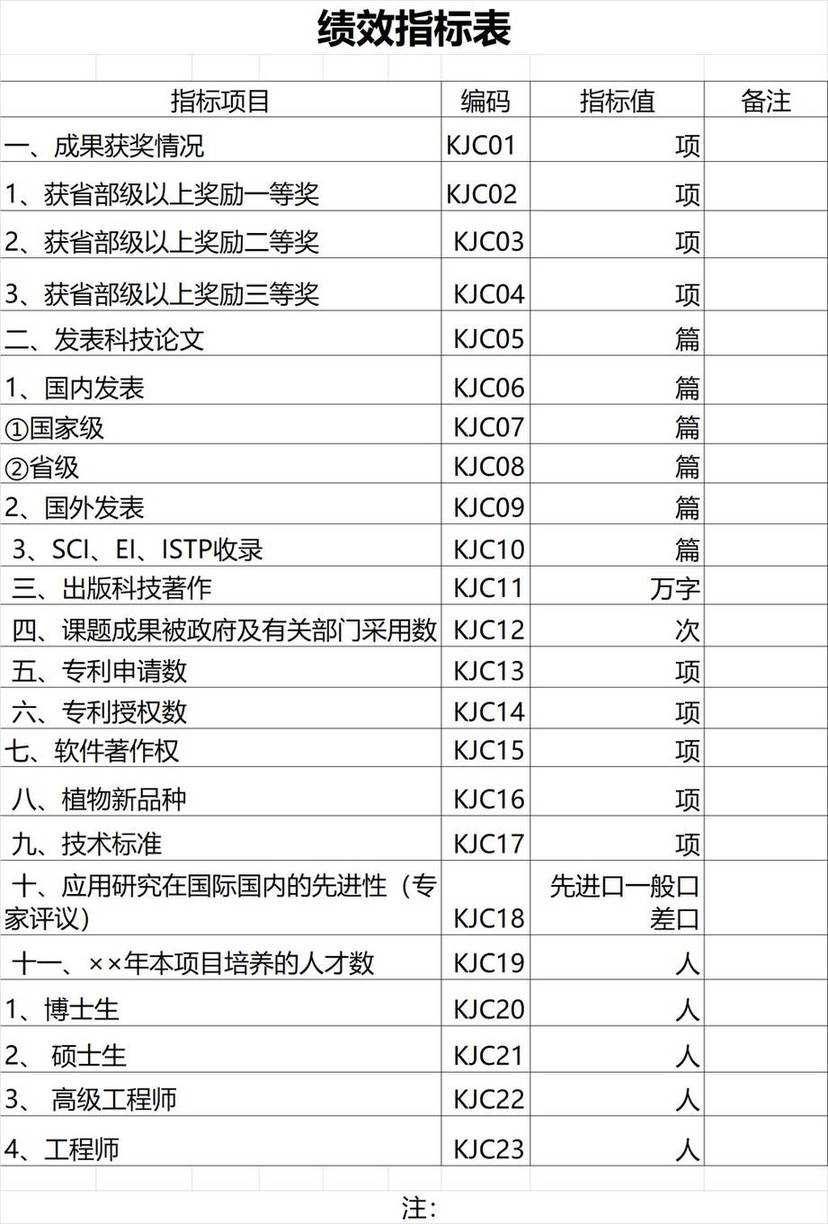 绩效指标表
指标项目 编码 指标值 备注
一、成果获奖情况 KJC01 项
1、获省部级以上奖励一等奖 KJC02 项
2、获省部级以上奖励二等奖 KJC03 项
3、获省部级以上奖励三等奖 KJC04 项
二、发表科技论文 KJC05 篇
1、国内发表 KJC06 篇
①国家级 KJC07 篇
②省级 KJC08 篇
2、国外发表 KJC09 篇
3、SCI、EI、ISTP收录 KJC10 篇
三、出版科技著作 KJC11 万字
四、课题成果被政府及有关部门采用数 KJC12 次
五、专利申请数 KJC13 项
六、专利授权数 KJC14 项
七、软件著作权 KJC15 项
八、植物新品种 KJC16 项
九、技术标准 KJC17 项
十、应用研究在国际国内的先进性（专 先进口一般口
家评议） KJC18 差口
十一、××年本项目培养的人才数 KJC19 人
1、博士生 KJC20 人
2、 硕士生 KJC21 人
3、 高级工程师 KJC22 人
4、工程师 KJC23 人
注：